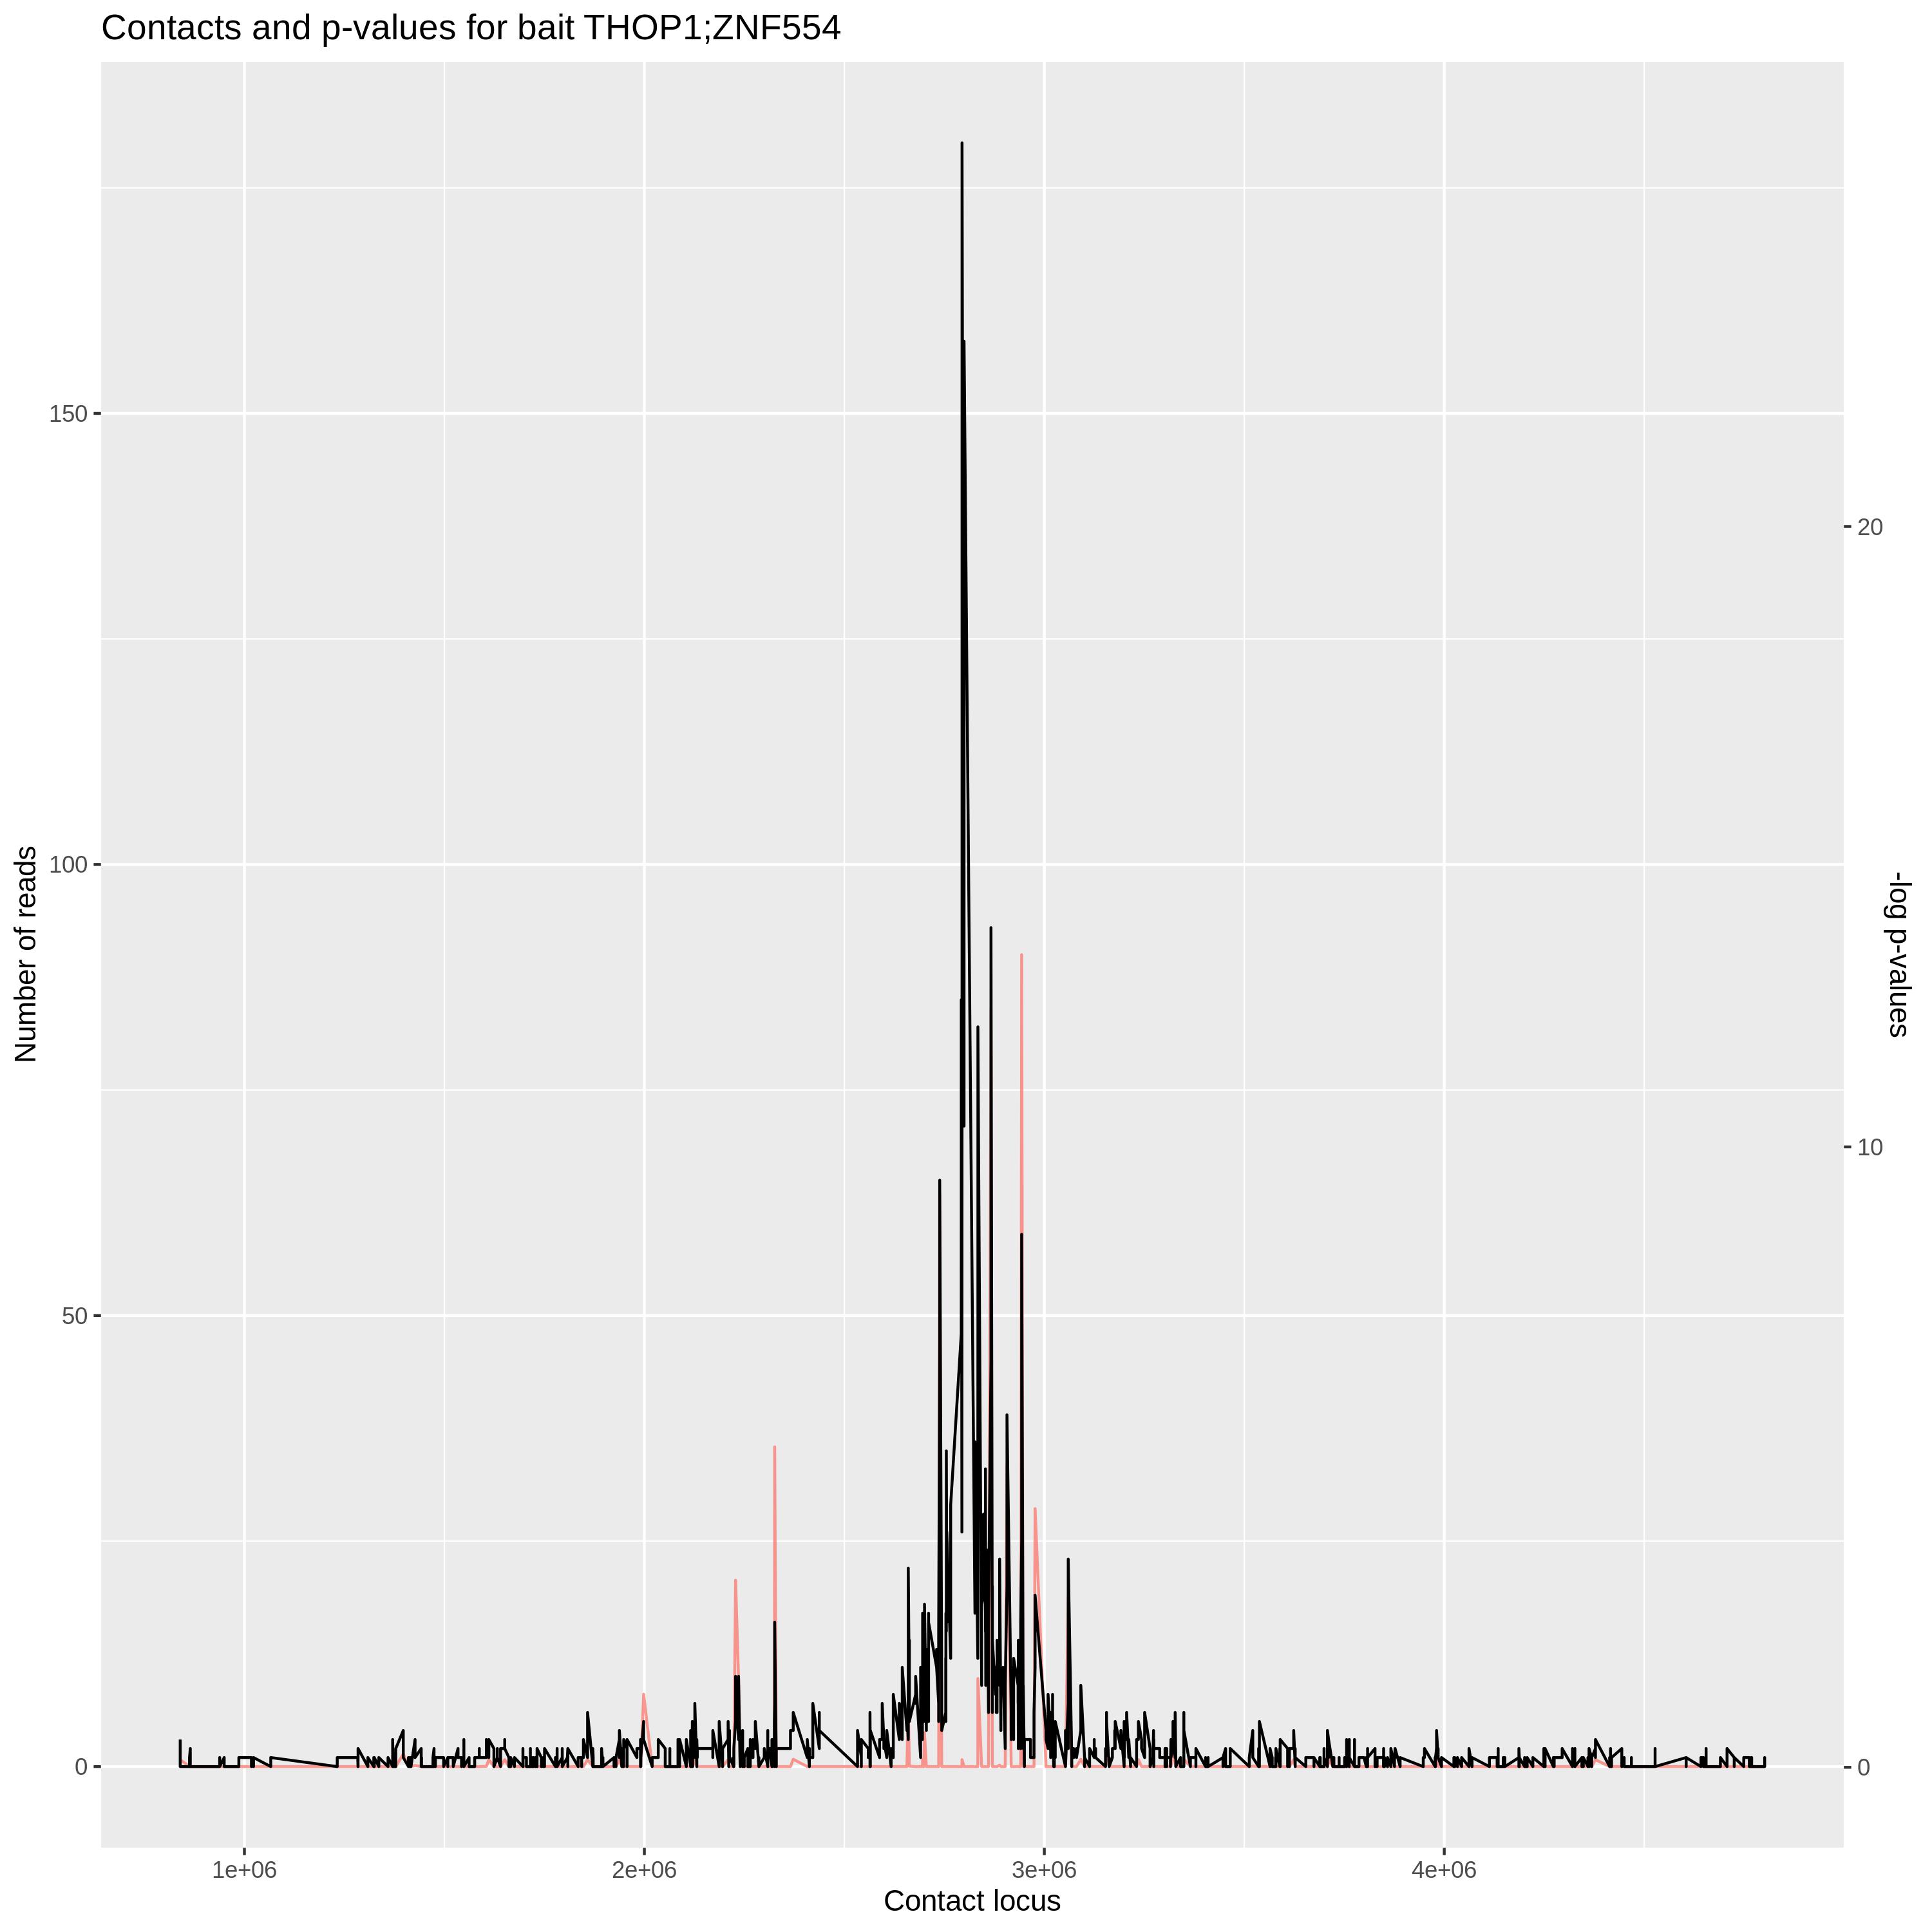 Contacts and p-values for bait THOP1;ZNF554
Number of reads
150
100
50
0
20
10
0
-log p-values
1e+06 2e+06 3e+06 4e+06
Contact locus